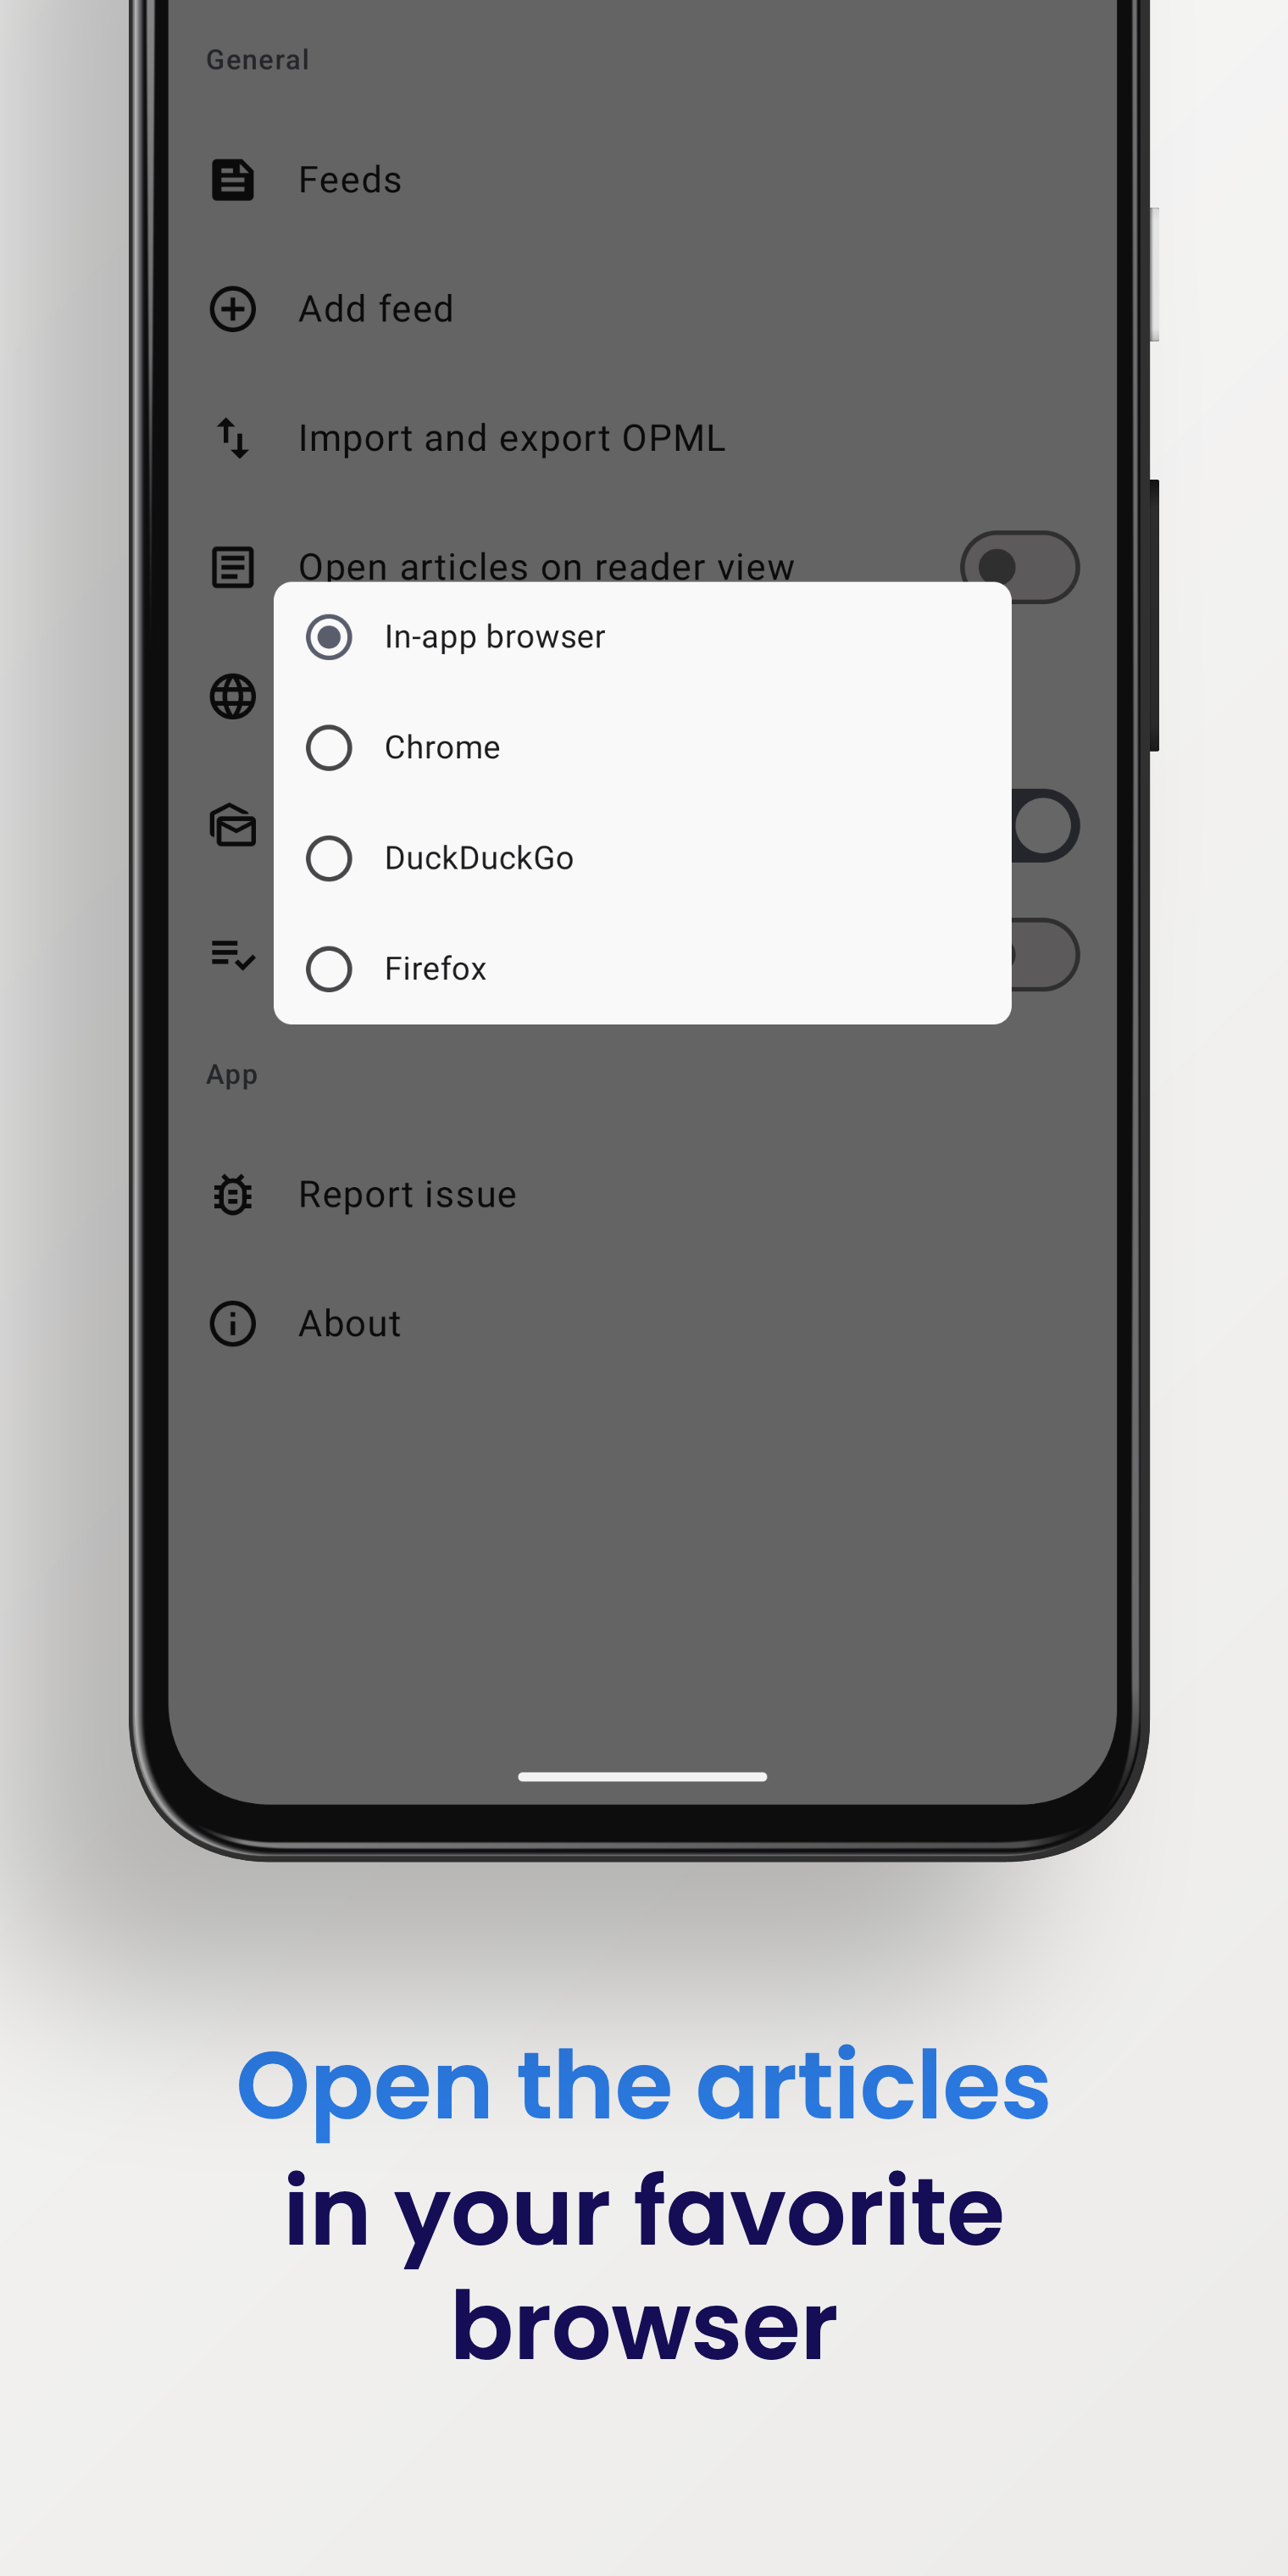 General
Feeds
Add feed
Import and export OPML
Open articles on reader view
In-app browser
Chrome
DuckDuckGo
Firefox
App
Report issue
About
Open the articles
in your favorite
browser